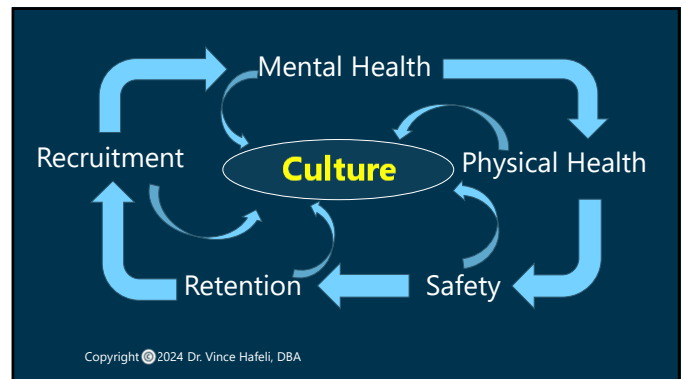 Mental Health
Recruitment
Culture
Physical Health
Retention
Safety
Copyright ©2024 Dr. Vince Hafeli, DBA